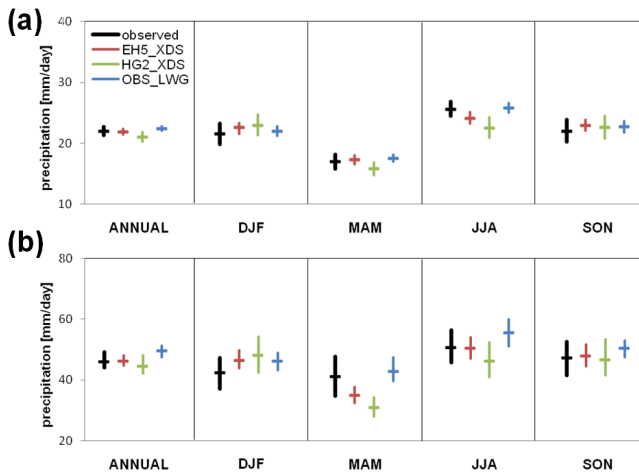 (a)
precipitation [mm/day]
40
30
20
10
observed
EH5_XDS
HG2_XDS
OBS_LWG
ANNUAL DJF MAM JJA SON
(b)
precipitation [mm/day]
80
60
40
20
ANNUAL DJF MAM JJA SON